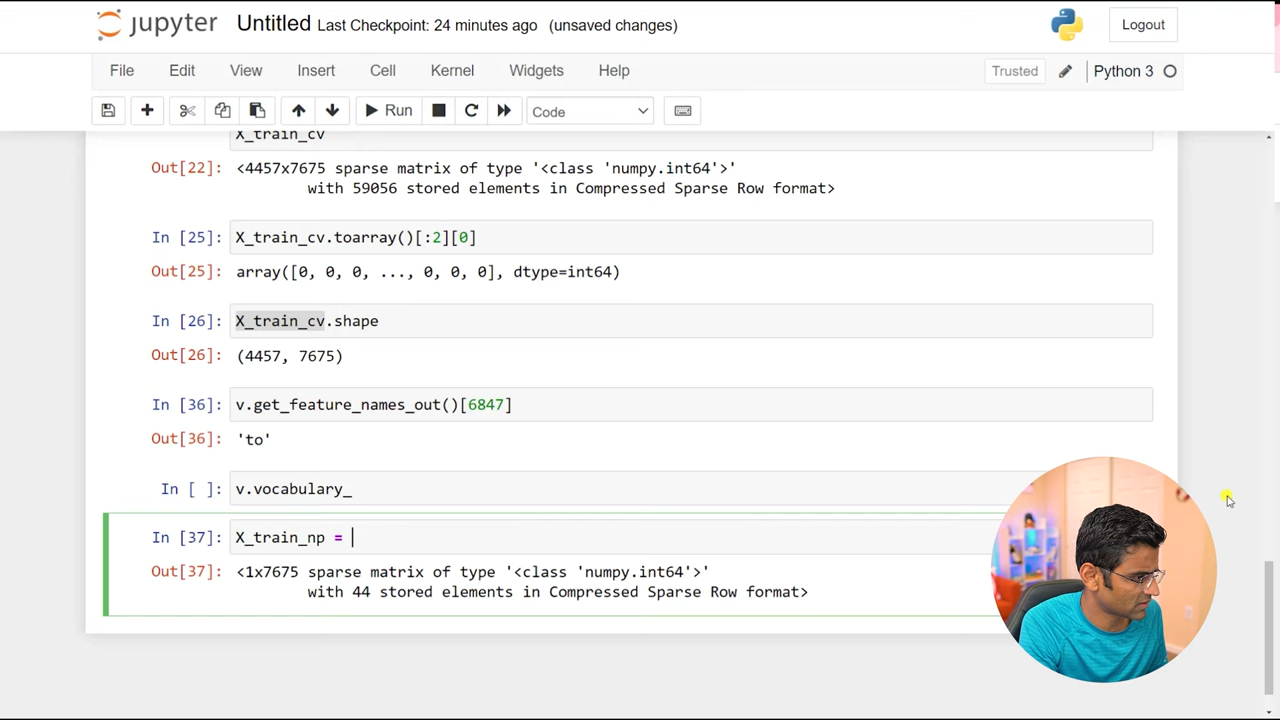 jupyter Untitled Last Checkpoint: 24 minutes ago (unsaved changes) Logout
File Edit View Insert Cell Kernel Widgets Help Trusted Python 3
Run Code
X_train_cv
Out[22]: <4457x7675 sparse matrix of type '<class 'numpy.int64'>'
with 59056 stored elements in Compressed Sparse Row format>
In [25]: X_train_cv.toarray()[:2][0]
Out[25]: array([0, 0, 0, ..., 0, 0, 0], dtype=int64)
In [26]: X_train_cv.shape
Out[26]: (4457, 7675)
In [36]: v.get_feature_names_out()[6847]
Out[36]: 'to'
In [ ]: v.vocabulary_
In [37]: X_train_np =
Out[37]: <1x7675 sparse matrix of type '<class 'numpy.int64'>'
with 44 stored elements in Compressed Sparse Row format>